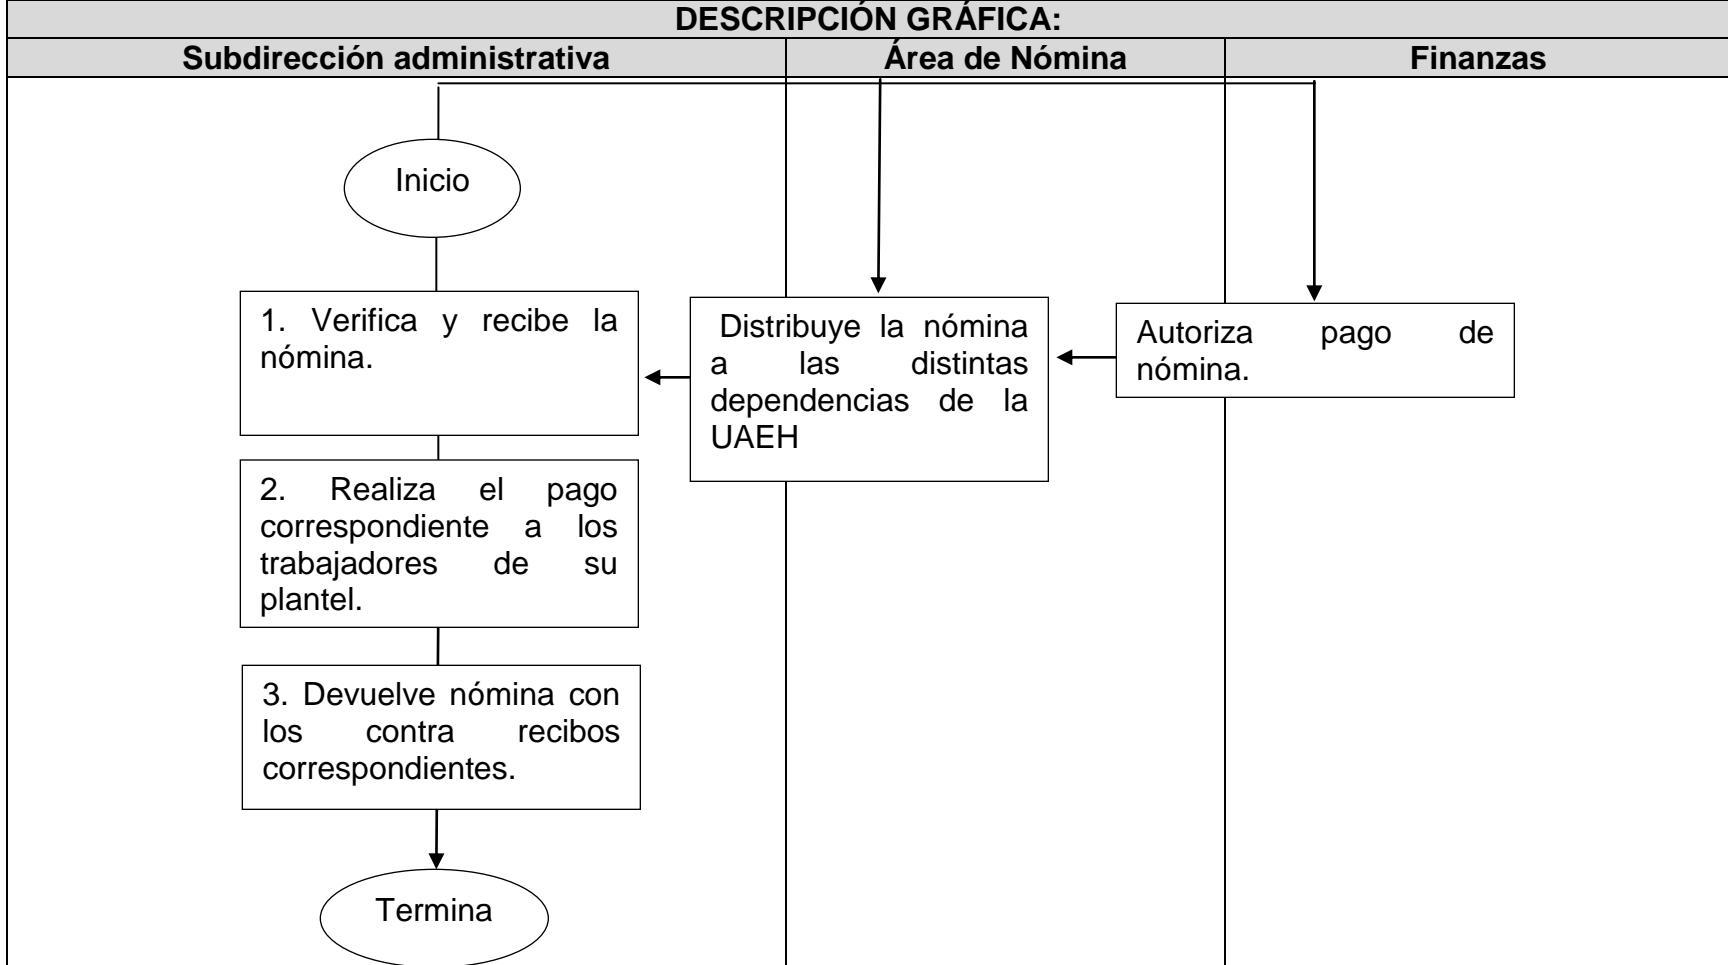 DESCRIPCIÓN GRÁFICA:
Subdirección administrativa
Área de Nómina
Finanzas
Inicio
1. Verifica y recibe la
nómina.
Distribuye la nómina
a las distintas
dependencias de la
UAEH
Autoriza pago de
nómina.
2. Realiza el pago
correspondiente a los
trabajadores de su
plantel.
3. Devuelve nómina con
los contra recibos
correspondientes.
Termina